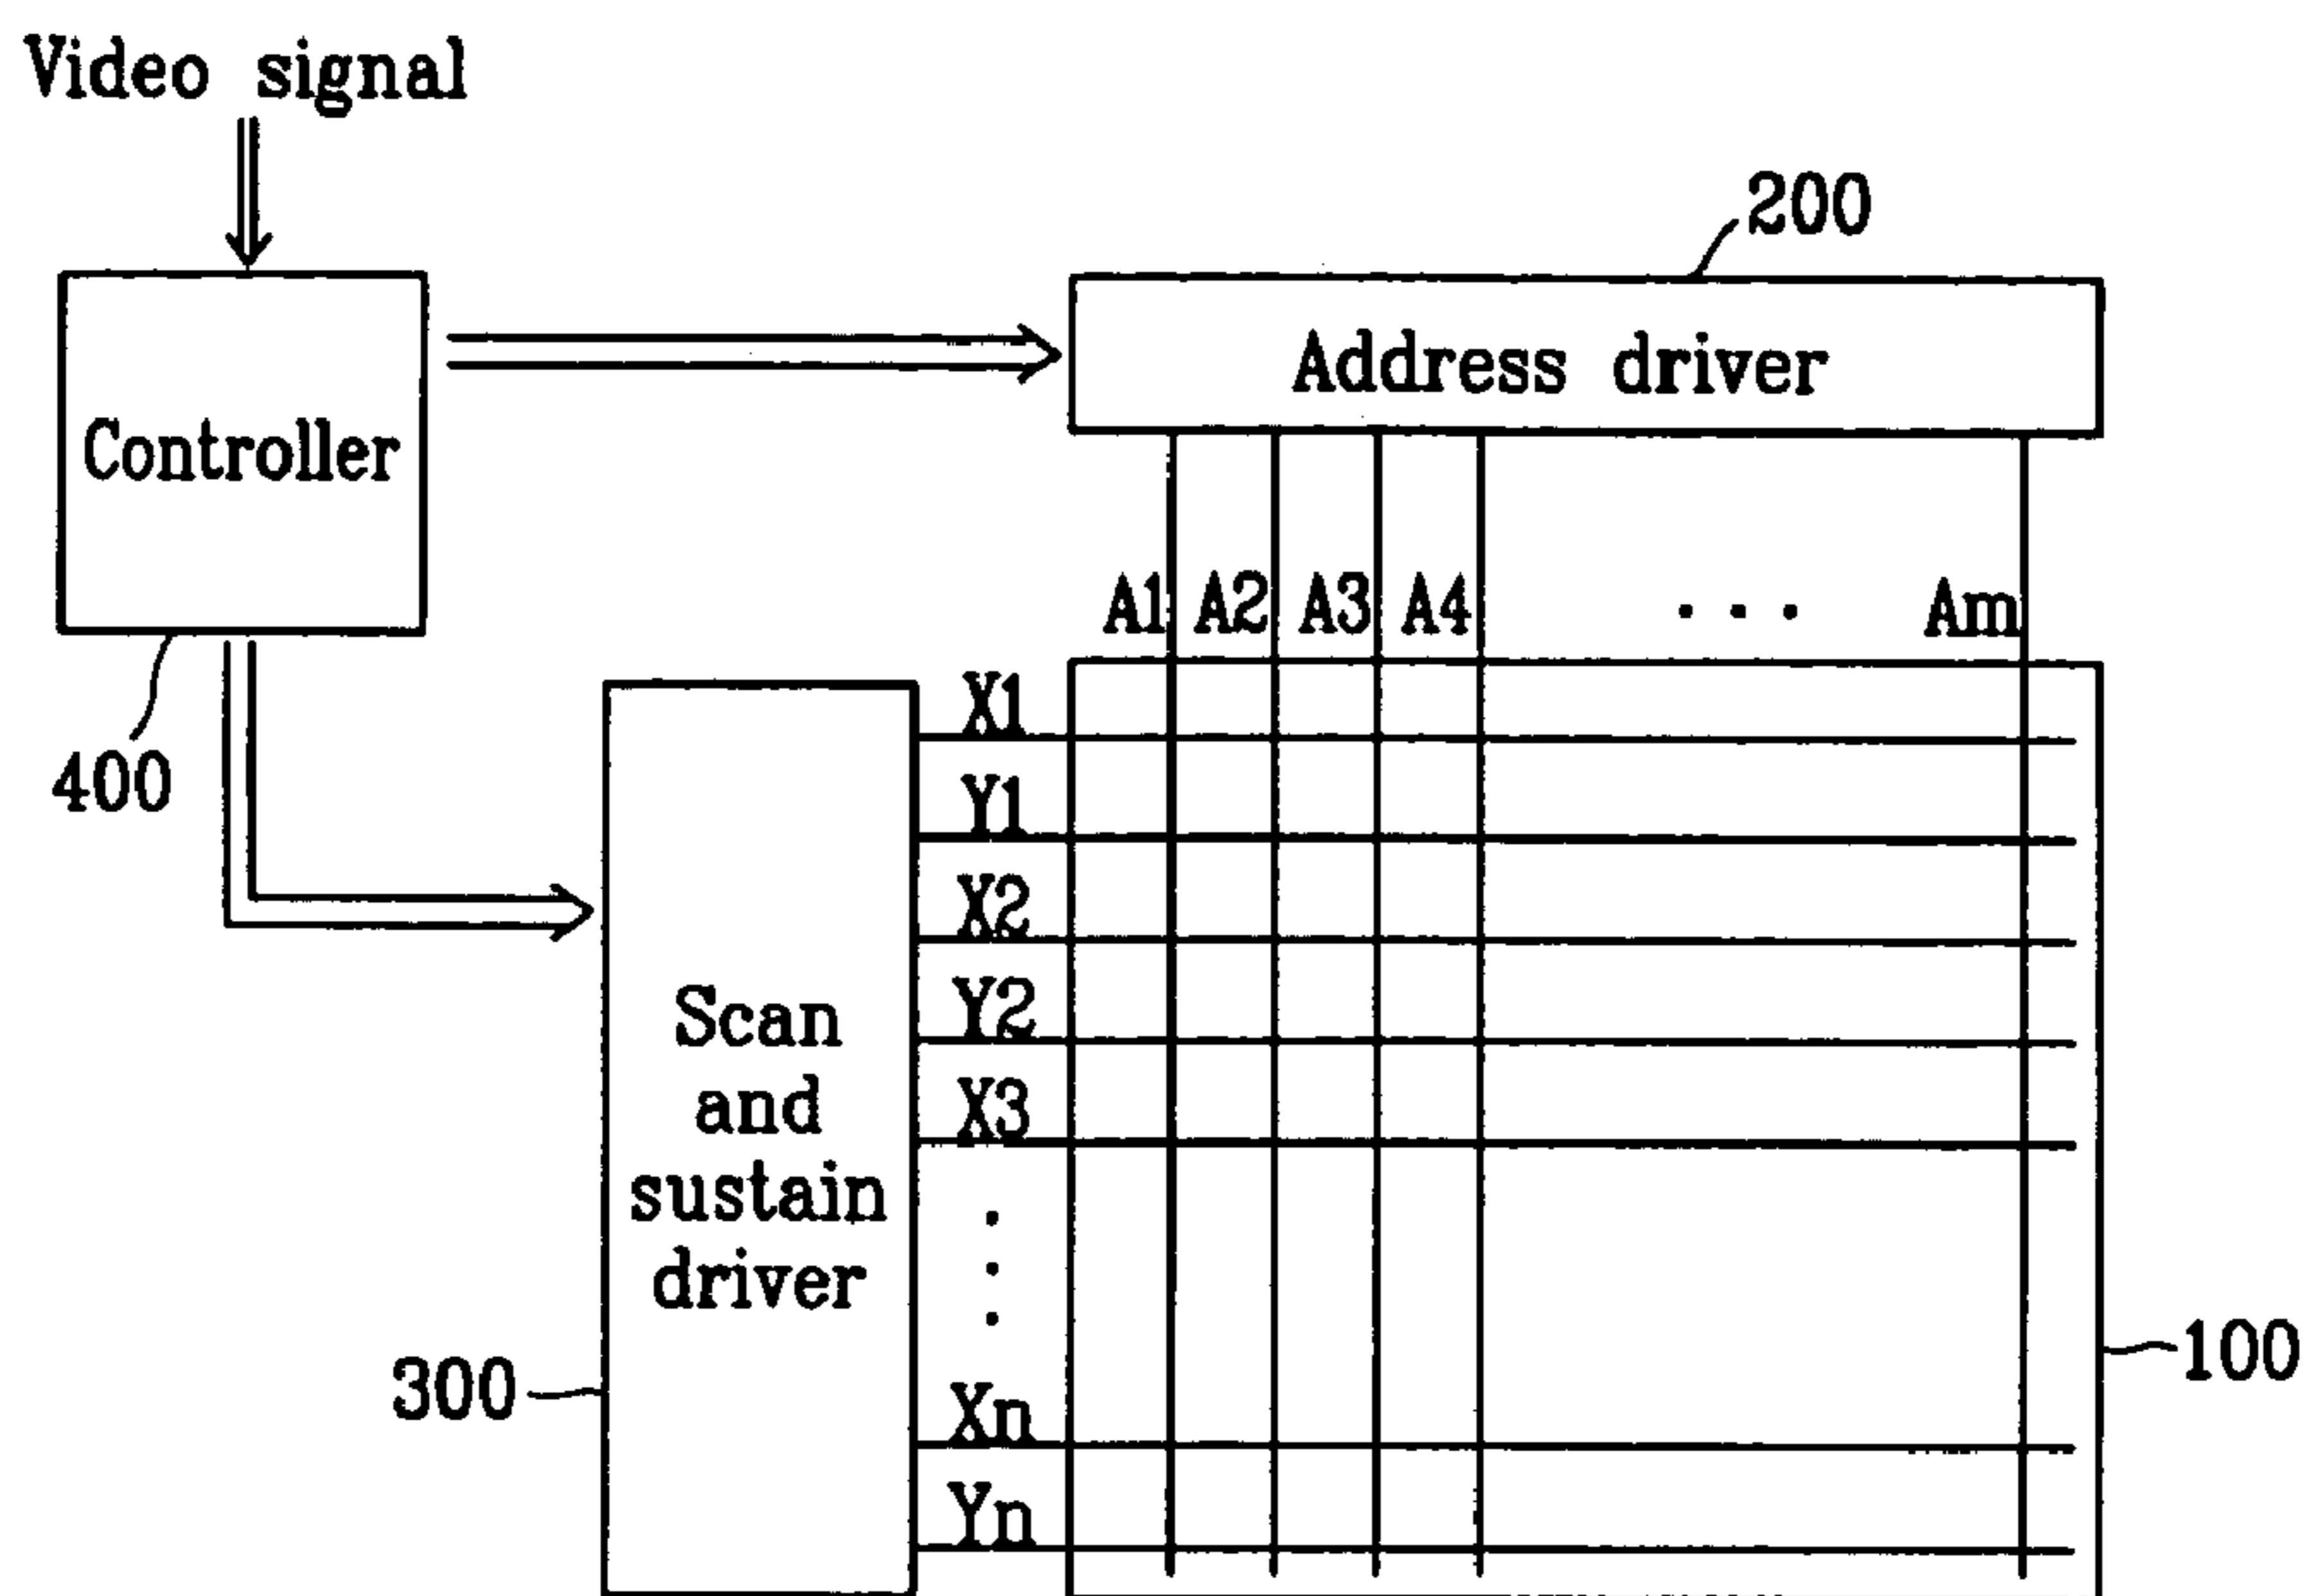 Video signal
200
Address driver
Controller
A1 A2 A3 A4 . . . Am
X1
400
Y1
X2
Y2
X3
Scan
and
sustain
driver
.
.
.
100
300
Xn
Yn